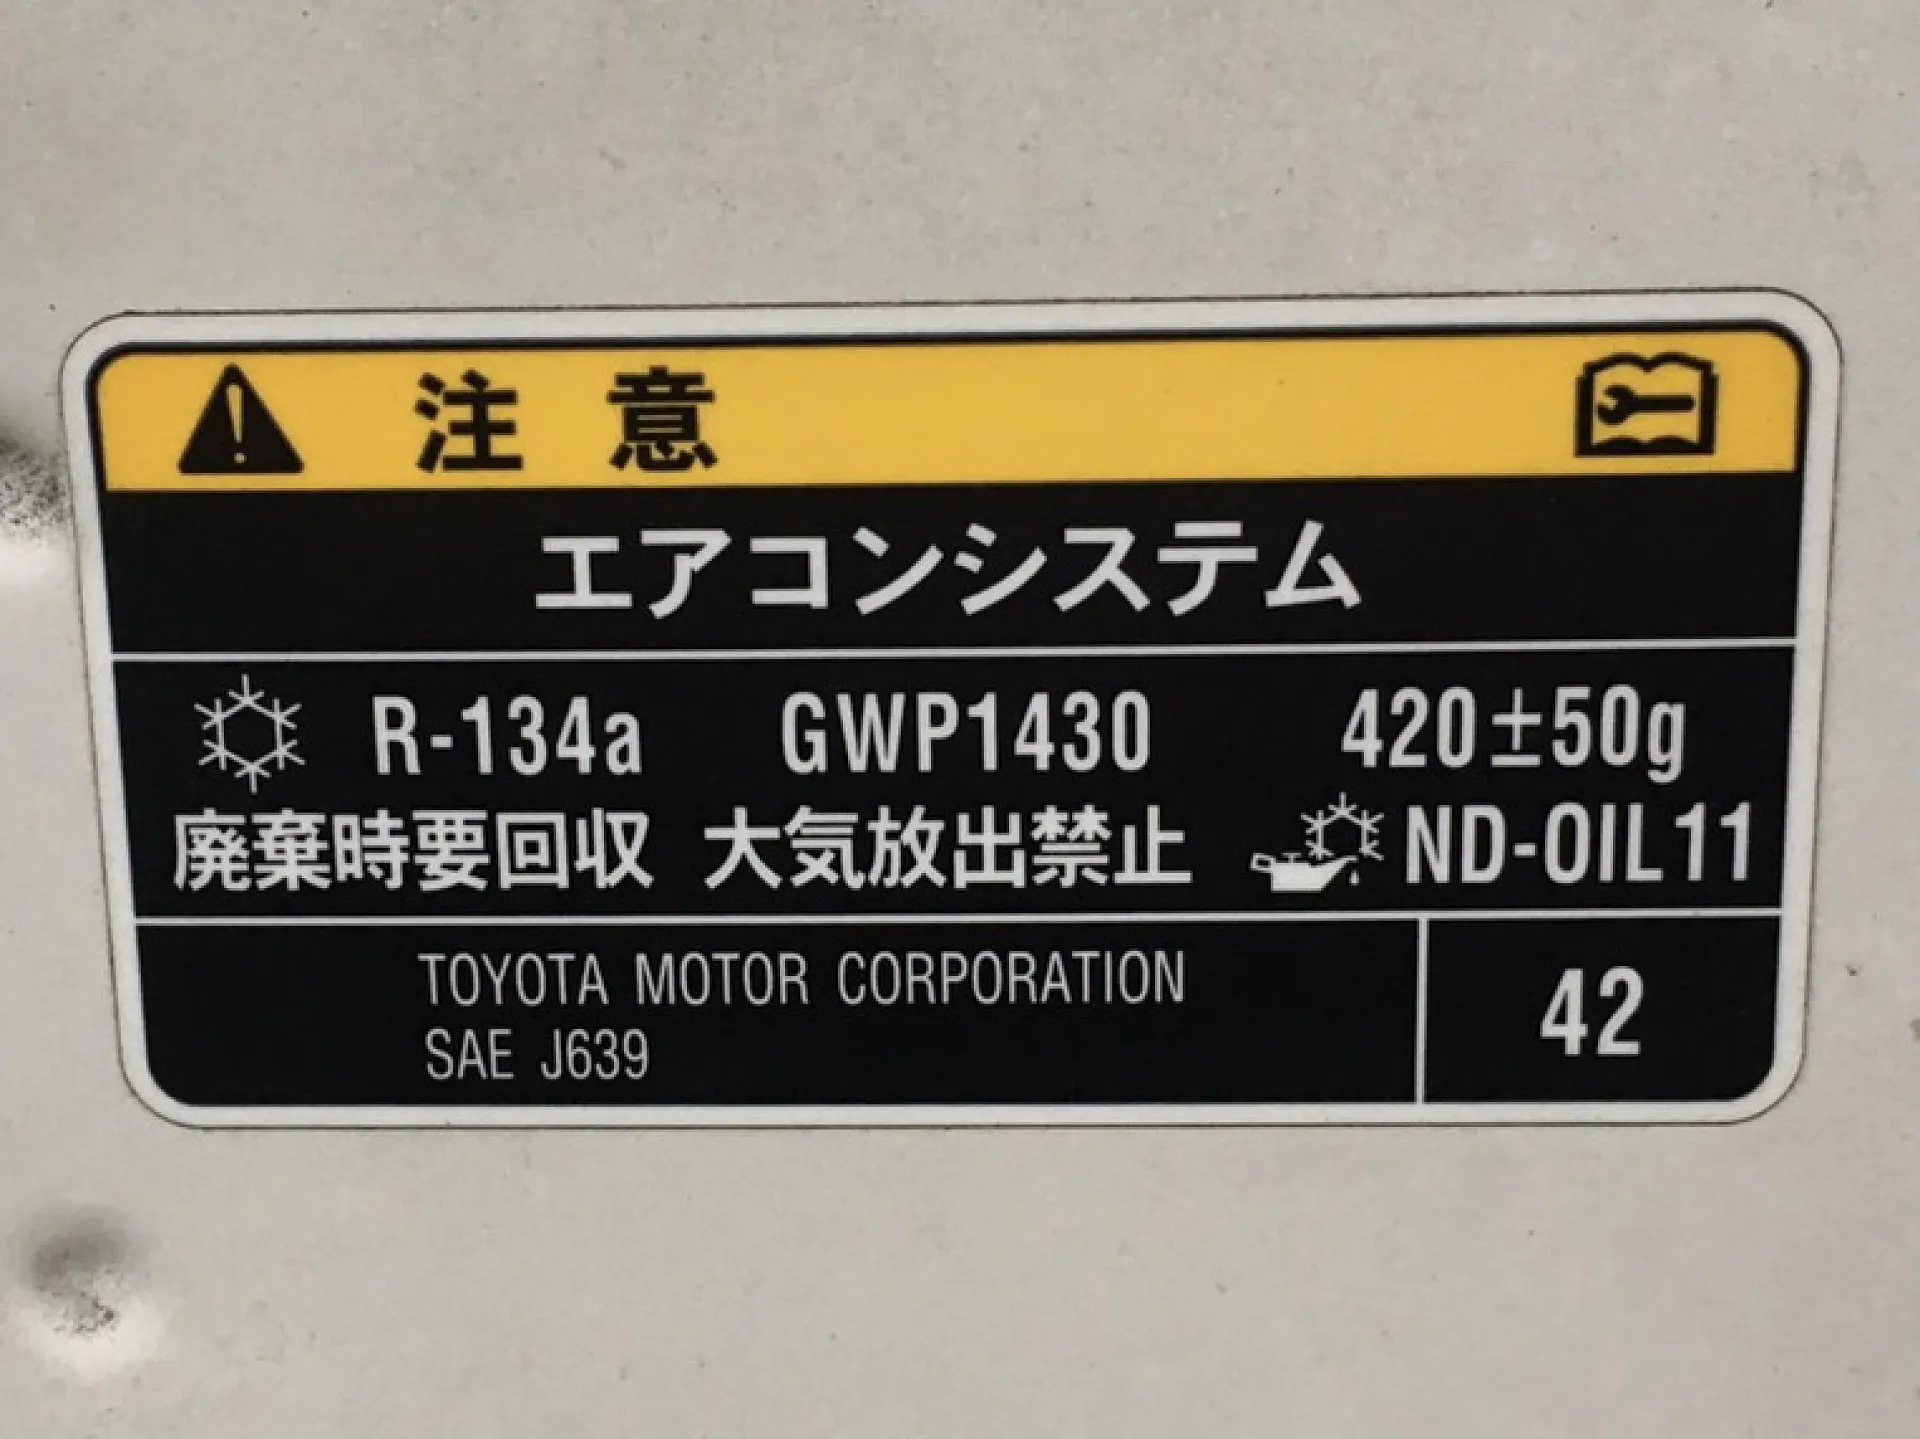 注意
エアコンシステム
R-134a GWP1430 420±50g
廃棄時要回収 大気放出禁止 ND-OIL11
TOYOTA MOTOR CORPORATION
SAE J639
42